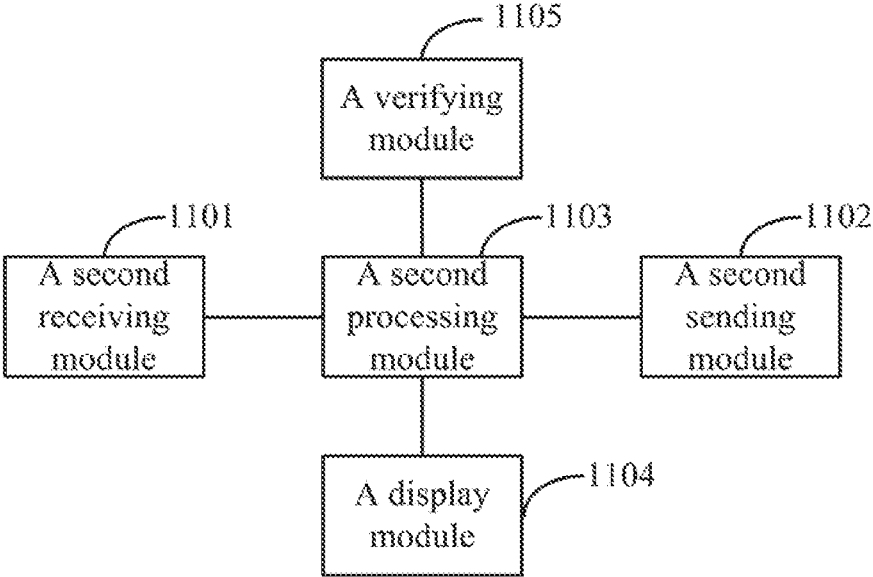 1105
A verifying
module
1101
1103
1102
A second
receiving
module
A second
processing
module
A second
sending
module
1104
A display
module